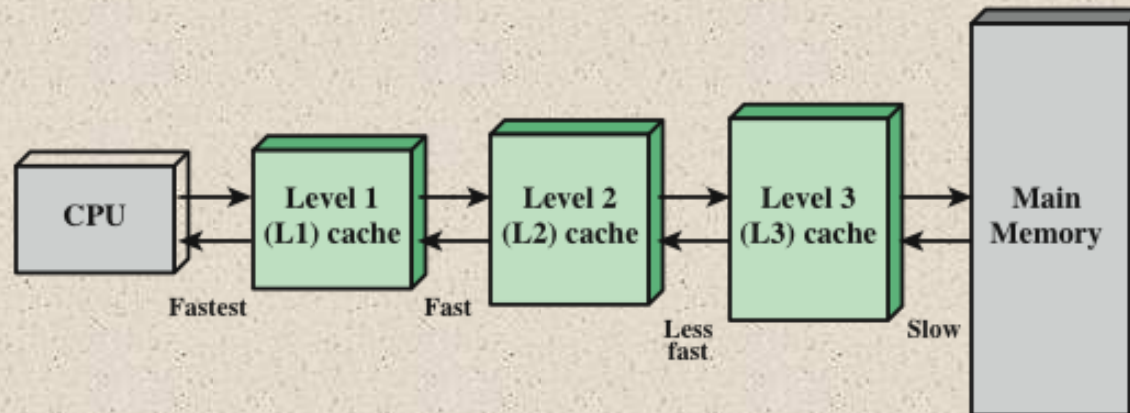 CPU
Level 1
(L1) cache
Level 2
(L2) cache
Level 3
(L3) cache
Main
Memory
Fastest
Fast
Less
fast
Slow